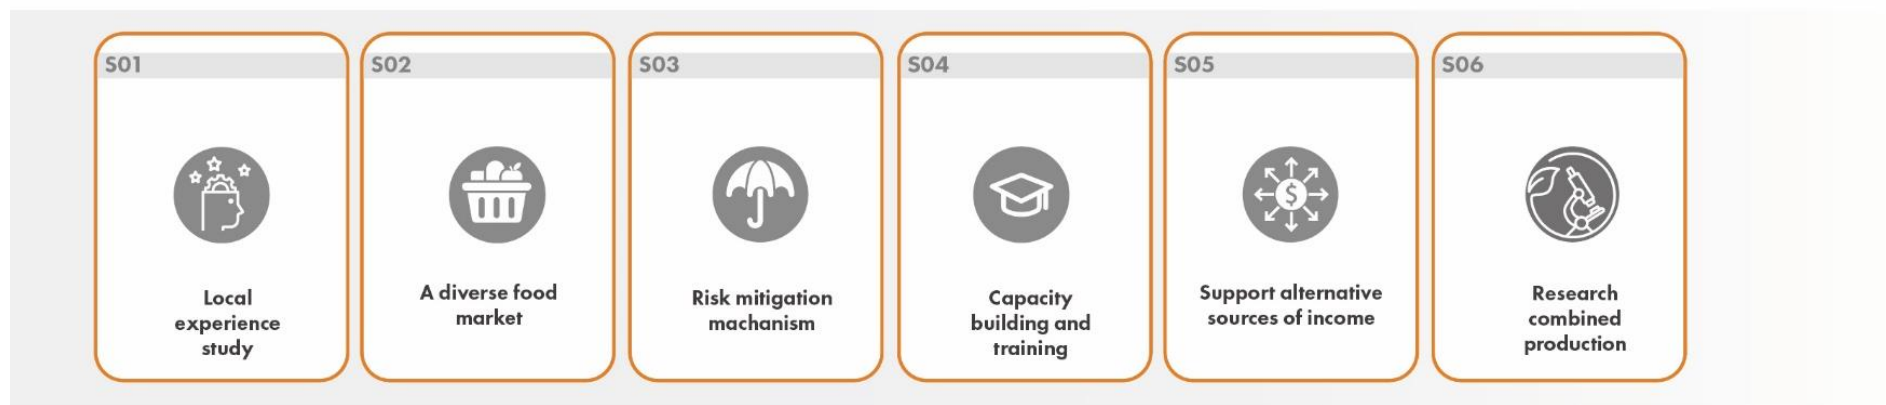 S01
Local
experience
study
S02
A diverse food
market
S03
Risk mitigation
machanism
S04
Capacity
building and
training
S05
$
Support alternative
sources of income
S06
Research
combined
production